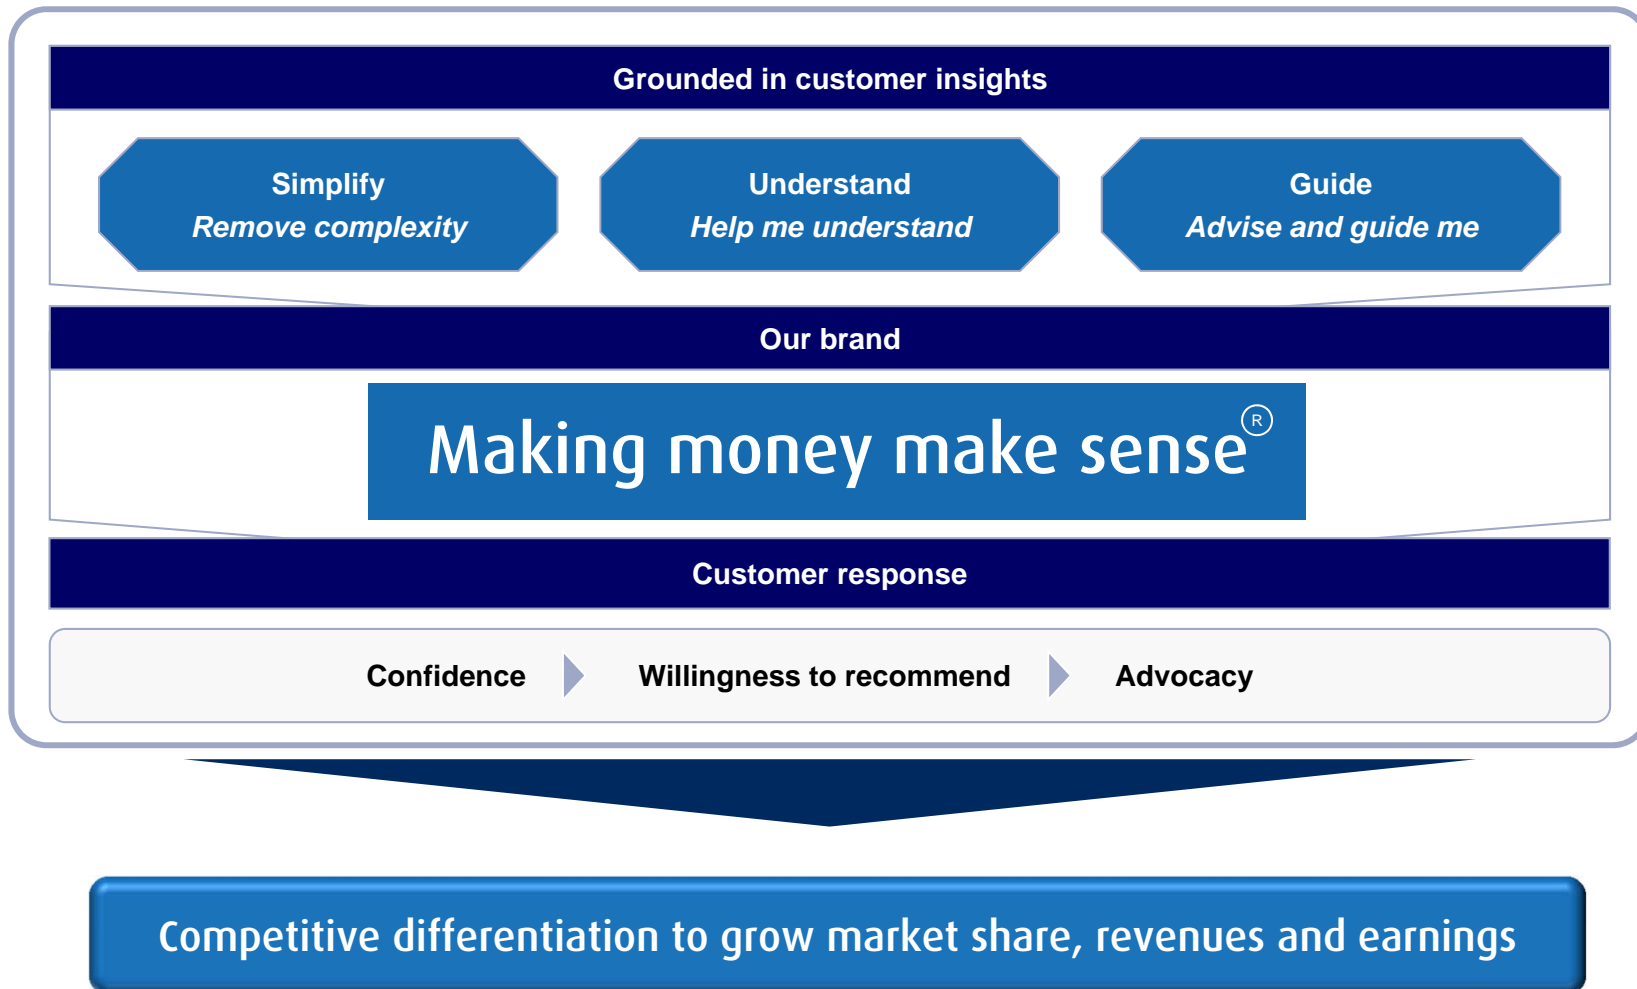 Grounded in customer insights
Simplify
Remove complexity
Understand
Help me understand
Guide
Advise and guide me
Our brand
Making money make sense®
Customer response
Confidence
Willingness to recommend
Advocacy
Competitive differentiation to grow market share, revenues and earnings